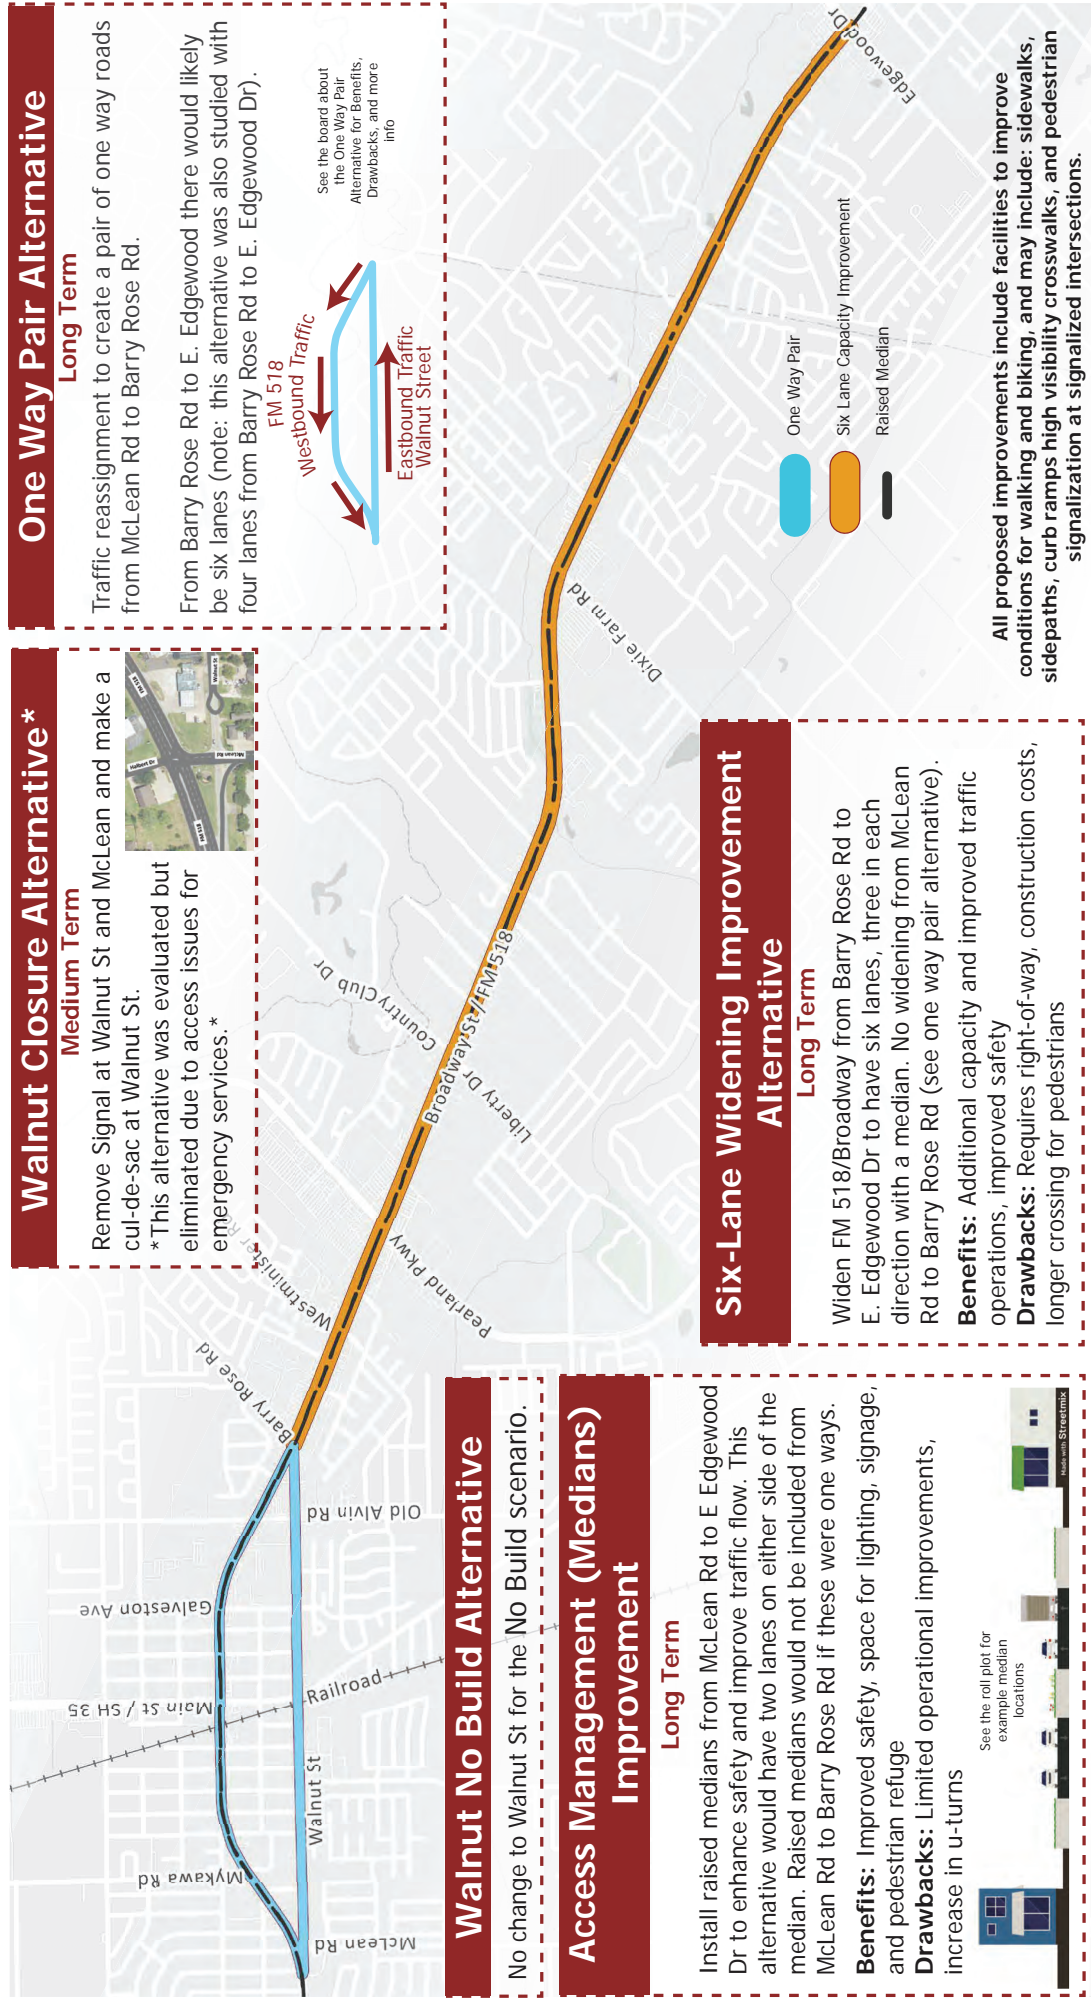 Walnut Closure Alternative*
Medium Term
Remove Signal at Walnut St and McLean and make a
cul-de-sac at Walnut St.
*This alternative was evaluated but
eliminated due to access issues for
emergency services.*
FM 518
Halbert Dr
FM 518
McLean Rd
Walnut St
One Way Pair Alternative
Long Term
Traffic reassignment to create a pair of one way roads
from McLean Rd to Barry Rose Rd.
From Barry Rose Rd to E. Edgewood there would likely
be six lanes (note: this alternative was also studied with
four lanes from Barry Rose Rd to E. Edgewood Dr).
FM 518
Westbound Traffic
Eastbound Traffic
Walnut Street
See the board about
the One Way Pair
Alternative for Benefits,
Drawbacks, and more
info
McLean Rd
Mykawa Rd
Walnut St
Main St / SH 35
Railroad
Galveston Ave
Old Alvin Rd
Barry Rose Rd
Westminister Rd
Pearland Pkwy
Broadway St / FM 518
Liberty Dr
Country Club Dr
Dixie Farm Rd
Edgewood Dr
Walnut No Build Alternative
No change to Walnut St for the No Build scenario.
Access Management (Medians)
Improvement
Long Term
Install raised medians from McLean Rd to E Edgewood
Dr to enhance safety and improve traffic flow. This
alternative would have two lanes on either side of the
median. Raised medians would not be included from
McLean Rd to Barry Rose Rd if these were one ways.
Benefits: Improved safety, space for lighting, signage,
and pedestrian refuge
Drawbacks: Limited operational improvements,
increase in u-turns
See the roll plot for
example median
locations
Made with Streetmix
Six-Lane Widening Improvement
Alternative
Long Term
Widen FM 518/Broadway from Barry Rose Rd to
E. Edgewood Dr to have six lanes, three in each
direction with a median. No widening from McLean
Rd to Barry Rose Rd (see one way pair alternative).
Benefits: Additional capacity and improved traffic
operations, improved safety
Drawbacks: Requires right-of-way, construction costs,
longer crossing for pedestrians
One Way Pair
Six Lane Capacity Improvement
Raised Median
All proposed improvements include facilities to improve
conditions for walking and biking, and may include: sidewalks,
sidepaths, curb ramps high visibility crosswalks, and pedestrian
signalization at signalized intersections.